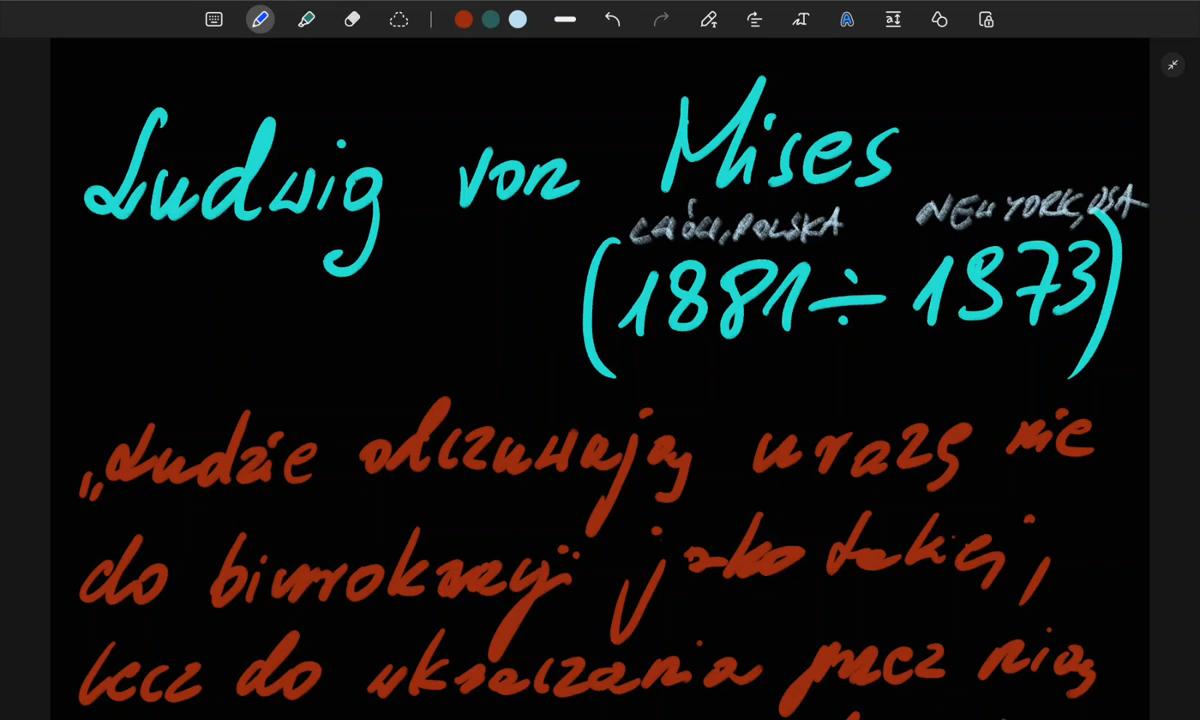 Ludwig von Mises
LWÓW, POLSKA NEW YORK, USA
(1881÷1973)
„Ludzie odczuwają urazę nie
do biurokracji jako takiej,
lecz do wkraczania przez nią